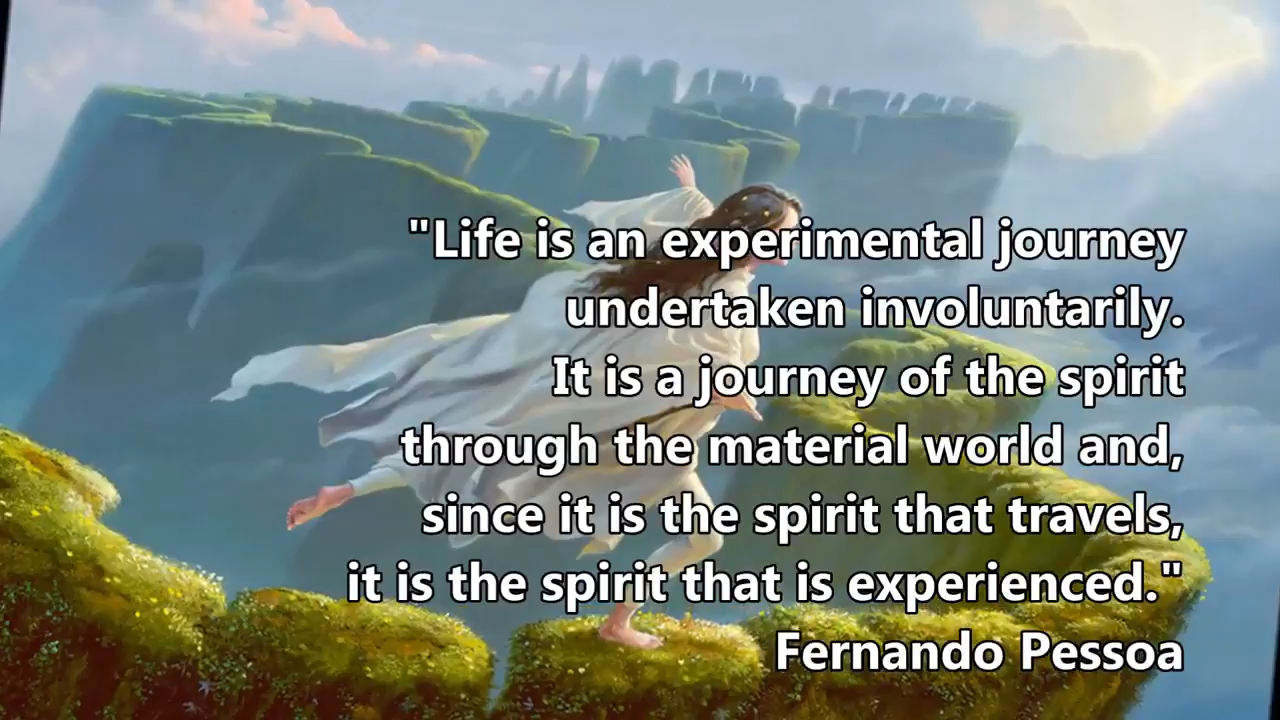 "Life is an experimental journey
undertaken involuntarily.
It is a journey of the spirit
through the material world and,
since it is the spirit that travels,
it is the spirit that is experienced."
Fernando Pessoa